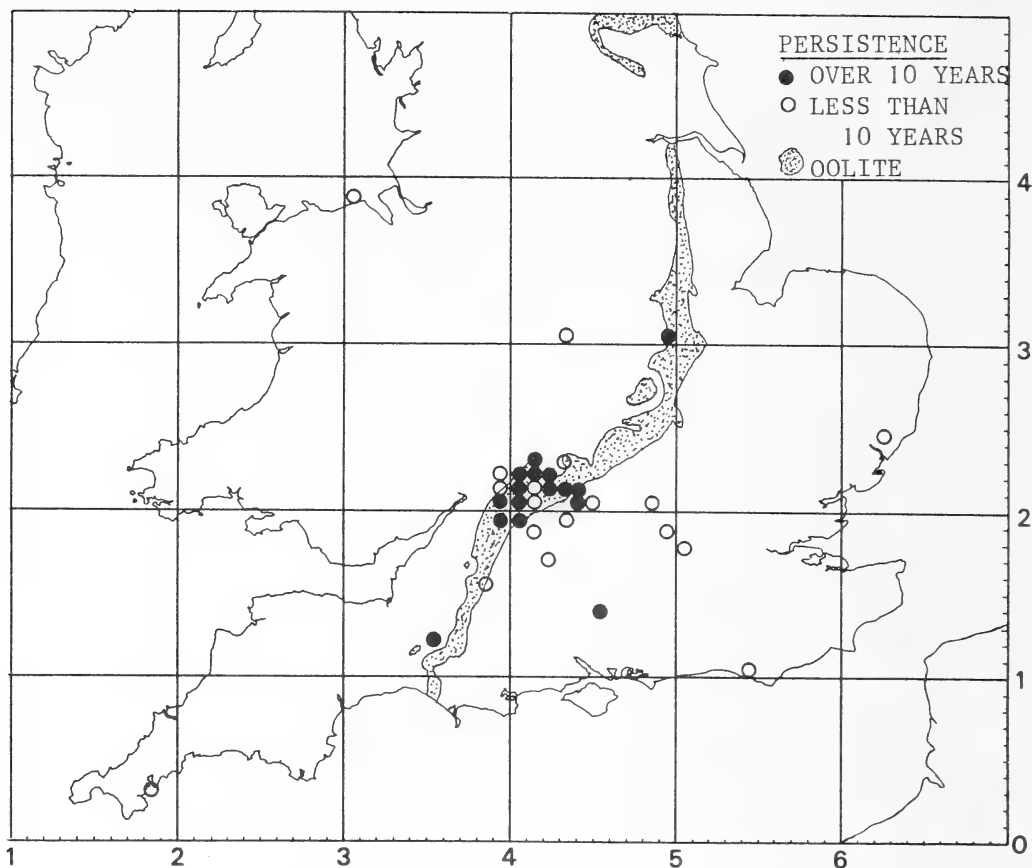 PERSISTENCE
OVER 10 YEARS
LESS THAN
10 YEARS
OOLITE
4
3
2
1
0
1 2 3 4 5 6